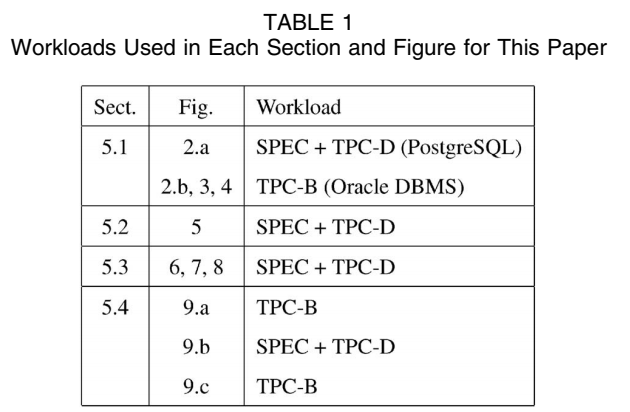 TABLE 1
Workloads Used in Each Section and Figure for This Paper
Sect. Fig. Workload
5.1 2.a SPEC + TPC-D (PostgreSQL)
2.b, 3, 4 TPC-B (Oracle DBMS)
5.2 5 SPEC + TPC-D
5.3 6, 7, 8 SPEC + TPC-D
5.4 9.a TPC-B
9.b SPEC + TPC-D
9.c TPC-B